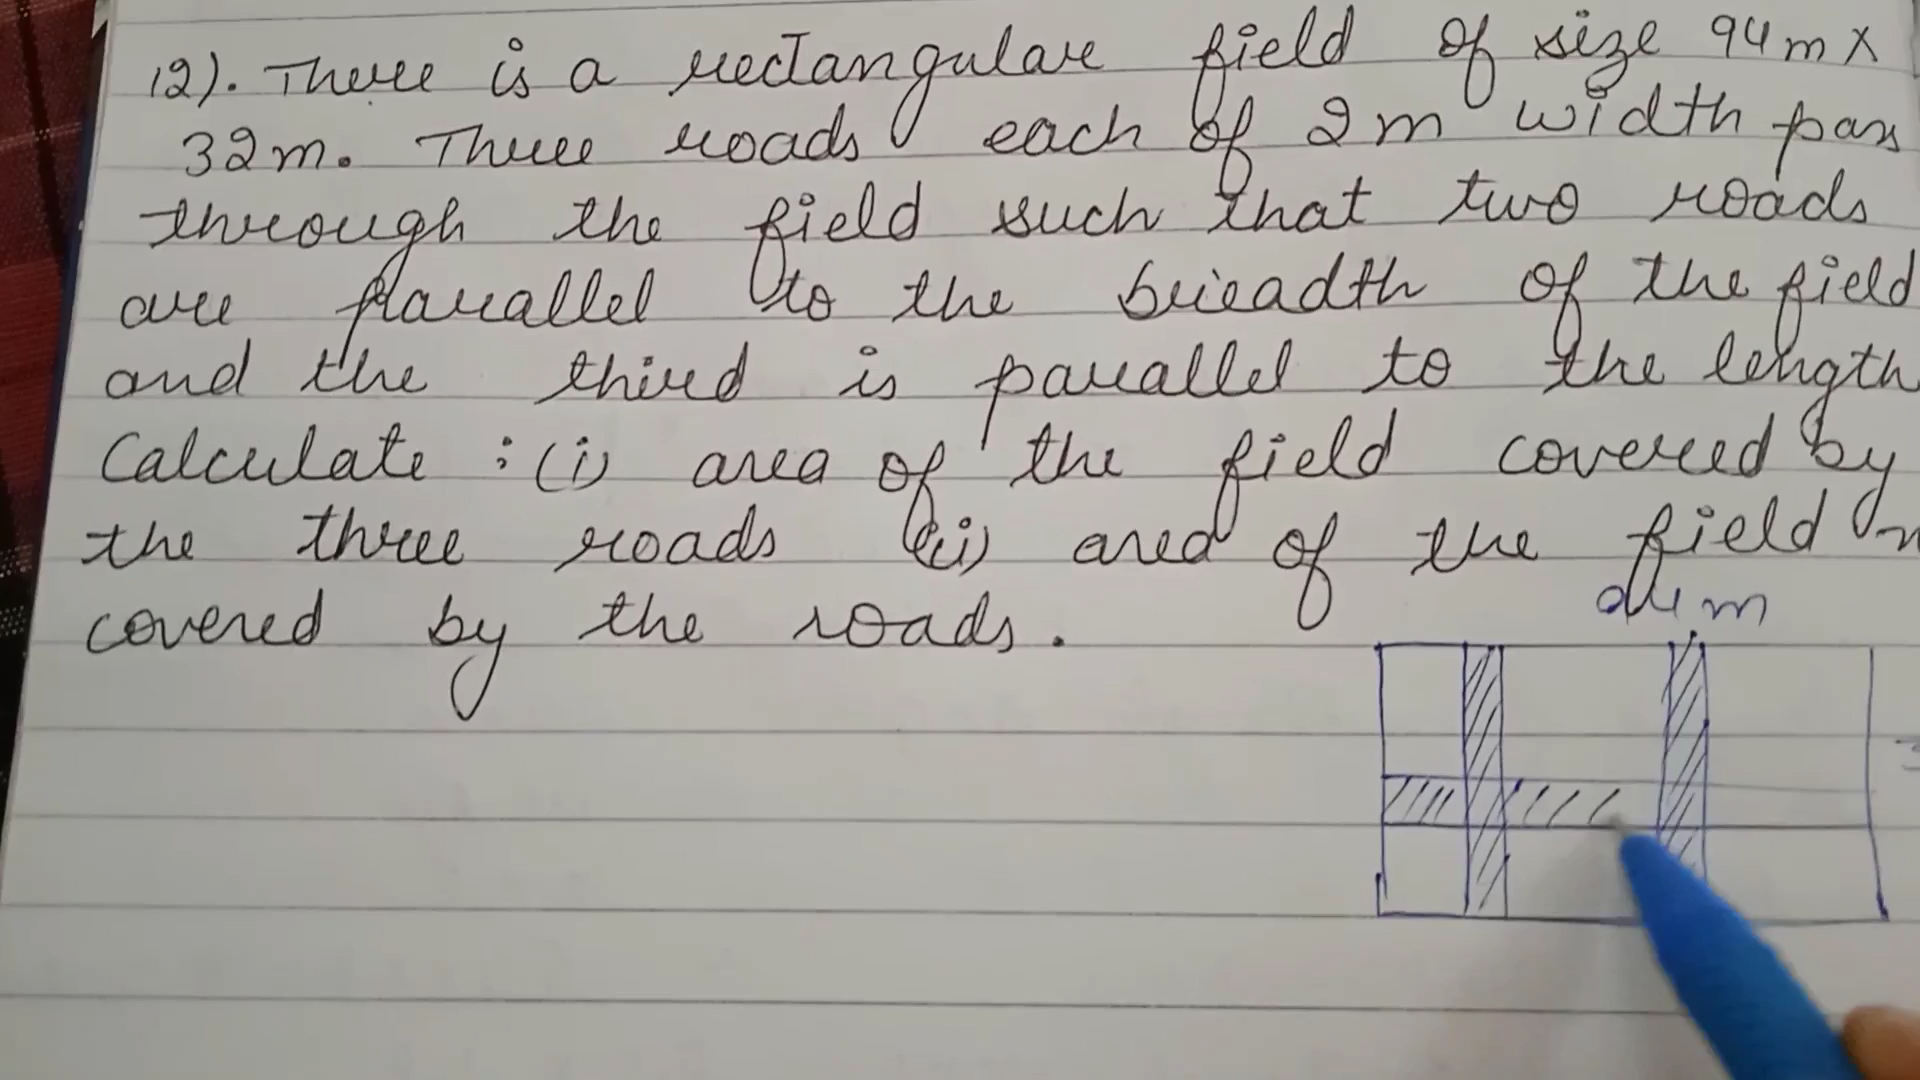 12). There is a rectangular field of size 94m x
32m. Three roads each of 2m width pass
through the field such that two roads
are parallel to the breadth of the field
and the third is parallel to the length
Calculate : (i) area of the field covered by
the three roads (ii) area of the field
covered by the roads.